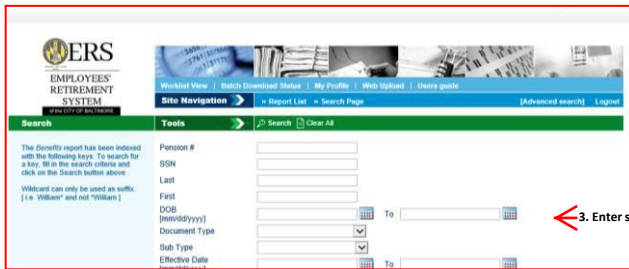 ERS
EMPLOYEES'
RETIREMENT
SYSTEM
of the CITY OF BALTIMORE
Worklist View | Batch Download Status | My Profile | Web Upload | Users guide
Site Navigation » Report List » Search Page [Advanced search] Logout
Search Tools Search Clear All
The Benefits report has been indexed
with the following keys. To search for
a key, fill in the search criteria and
click on the Search button above
Wildcard can only be used as suffix.
[ i.e. William* and not *William ]
Pension #
SSN
Last
First
DOB
[mm/dd/yyyy] To
Document Type
Sub Type
Effective Date
To
3. Enter s